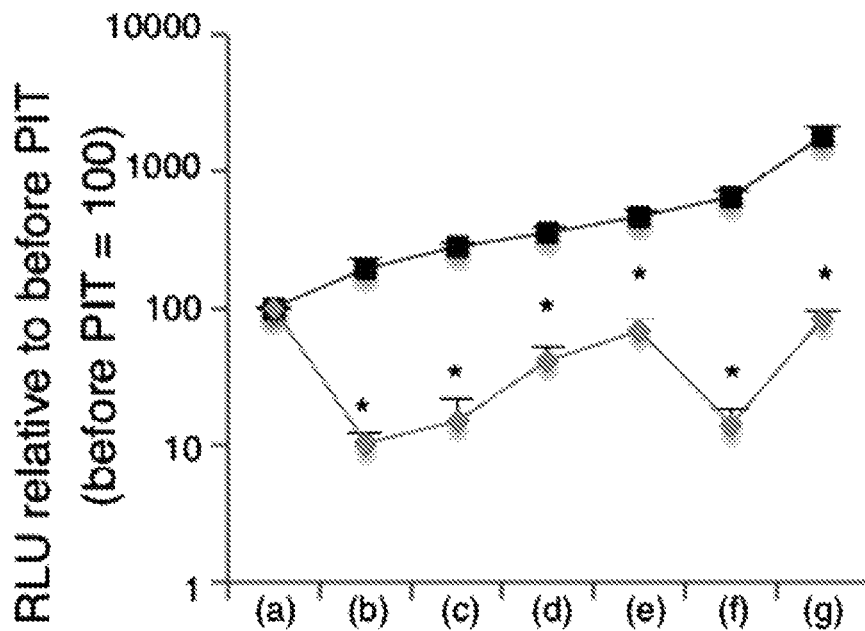 RLU relative to before PIT
(before PIT = 100)
10000
1000
100
10
1
* * * * * *
(a) (b) (c) (d) (e) (f) (g)